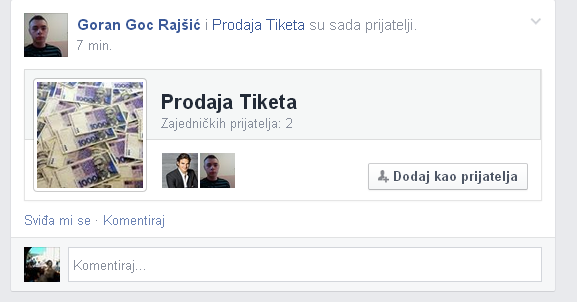 Goran Goc Rajšić i Prodaja Tiketa su sada prijatelji.
7 min.
Prodaja Tiketa
Zajedničkih prijatelja: 2
Dodaj kao prijatelja
Sviđa mi se · Komentiraj
Komentiraj...